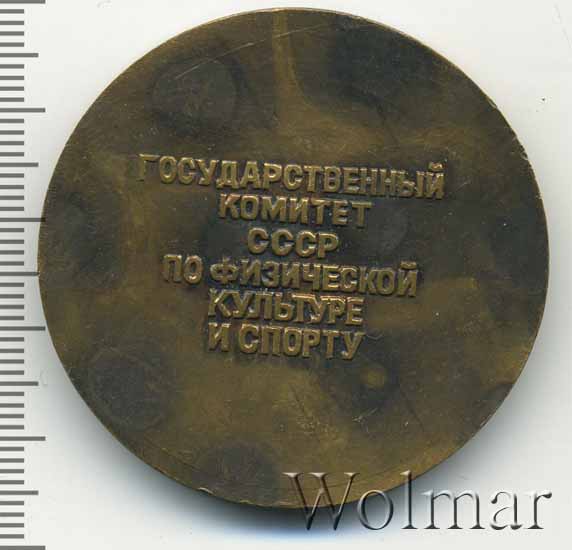 ГОСУДАРСТВЕННЫЙ
КОМИТЕТ
СССР
ПО ФИЗИЧЕСКОЙ
КУЛЬТУРЕ
И СПОРТУ
Wolmar